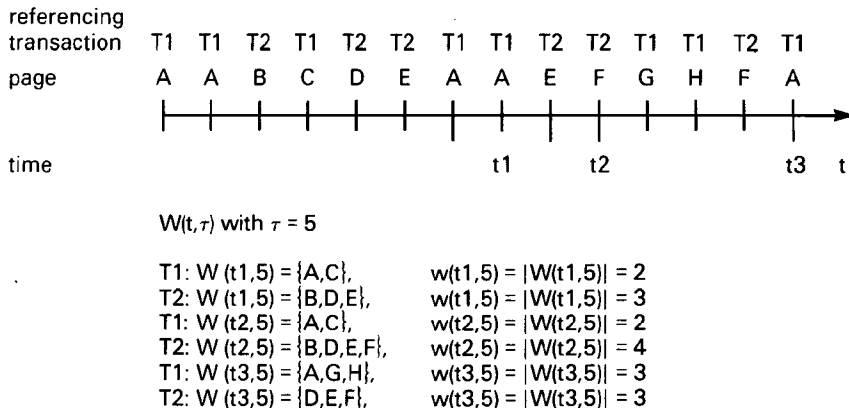 referencing
transaction T1 T1 T2 T1 T2 T2 T1 T1 T2 T2 T1 T1 T2 T1
page A A B C D E A A E F G H F A
time t1 t2 t3 t
W(t,τ) with τ = 5
T1: W (t1,5) = {A,C}, w(t1,5) = |W(t1,5)| = 2
T2: W (t1,5) = {B,D,E}, w(t1,5) = |W(t1,5)| = 3
T1: W (t2,5) = {A,C}, w(t2,5) = |W(t2,5)| = 2
T2: W (t2,5) = {B,D,E,F}, w(t2,5) = |W(t2,5)| = 4
T1: W (t3,5) = {A,G,H}, w(t3,5) = |W(t3,5)| = 3
T2: W (t3,5) = {D,E,F}, w(t3,5) = |W(t3,5)| = 3